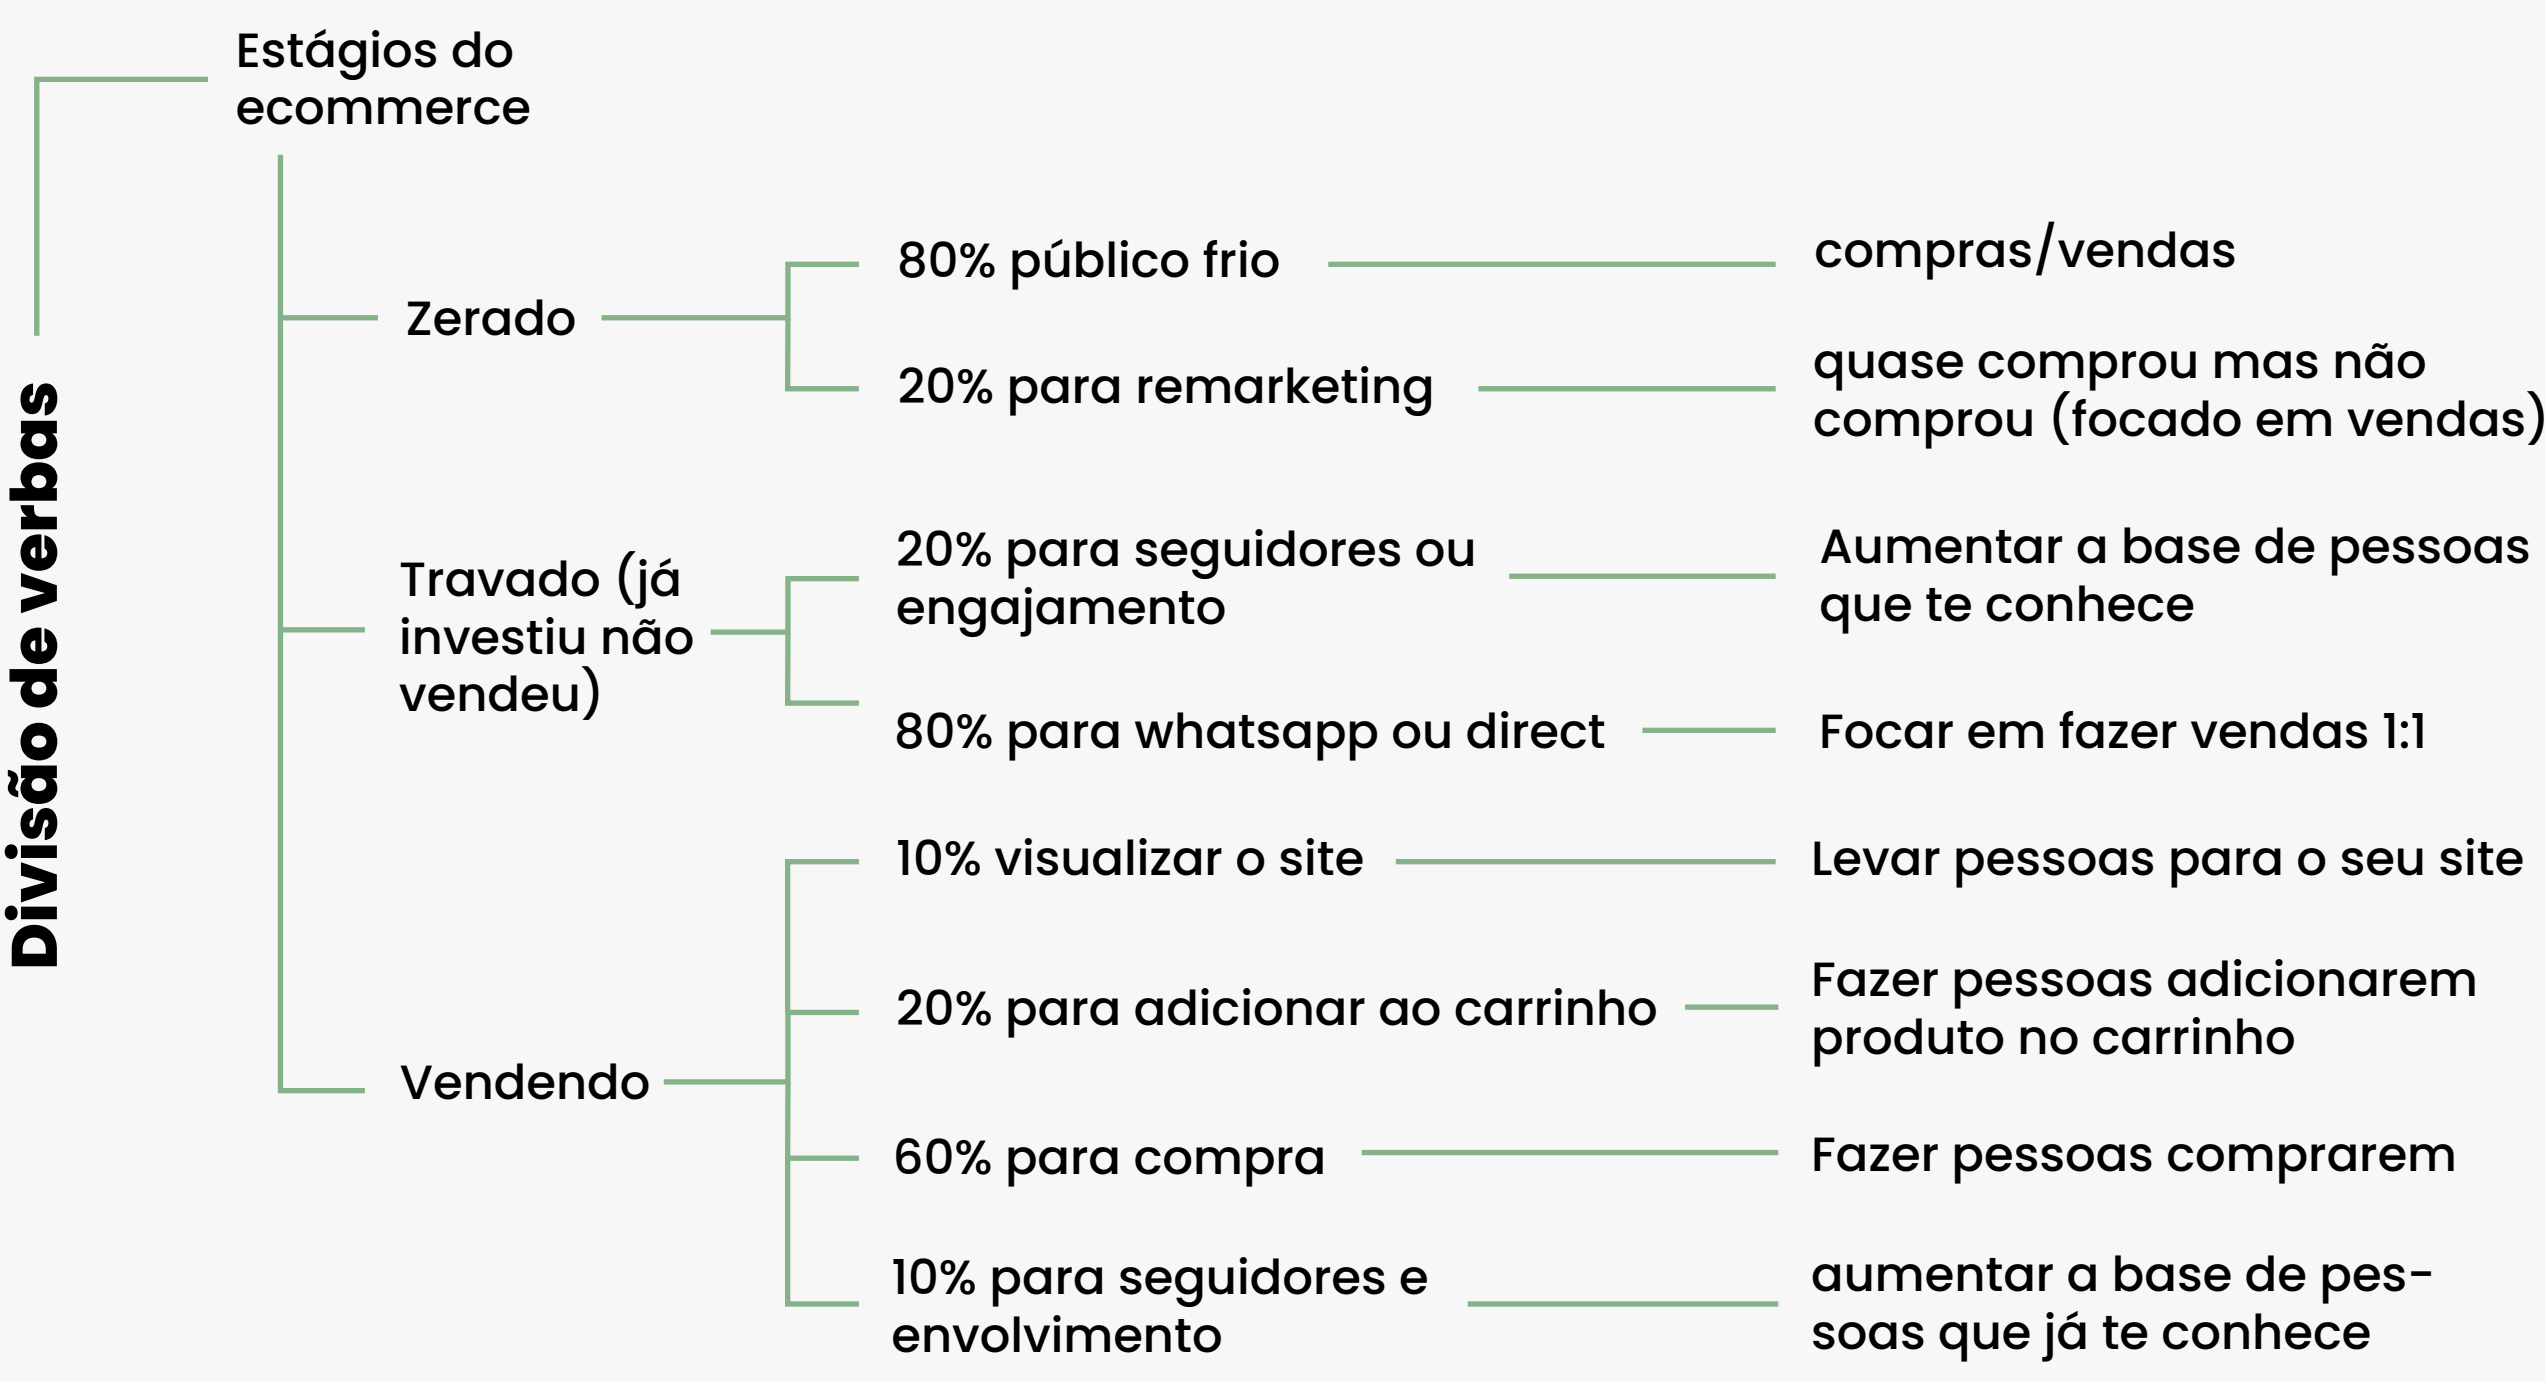 Divisão de verbas
Estágios do
ecommerce
Zerado
80% público frio
compras/vendas
20% para remarketing
quase comprou mas não
comprou (focado em vendas)
Travado (já
investiu não
vendeu)
20% para seguidores ou
engajamento
Aumentar a base de pessoas
que te conhece
80% para whatsapp ou direct
Focar em fazer vendas 1:1
Vendendo
10% visualizar o site
Levar pessoas para o seu site
20% para adicionar ao carrinho
Fazer pessoas adicionarem
produto no carrinho
60% para compra
Fazer pessoas comprarem
10% para seguidores e
envolvimento
aumentar a base de pes-
soas que já te conhece